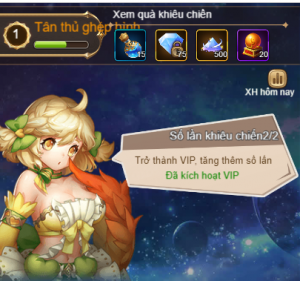 Xem quà khiêu chiến
1
Tân thủ ghép hình
15
75
500
20
XH hôm nay
Số lần khiêu chiến2/2
Trở thành VIP, tăng thêm số lần
Đã kích hoạt VIP